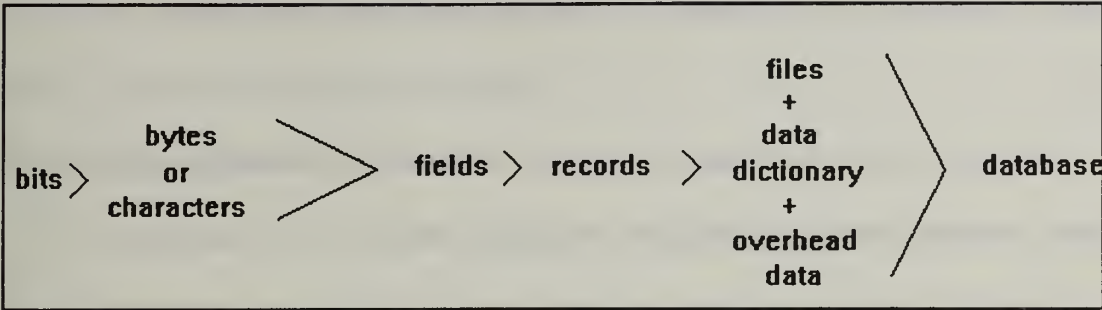 bits >
bytes
or
characters
>
fields >
records >
files
+
data
dictionary
+
overhead
data
>
database